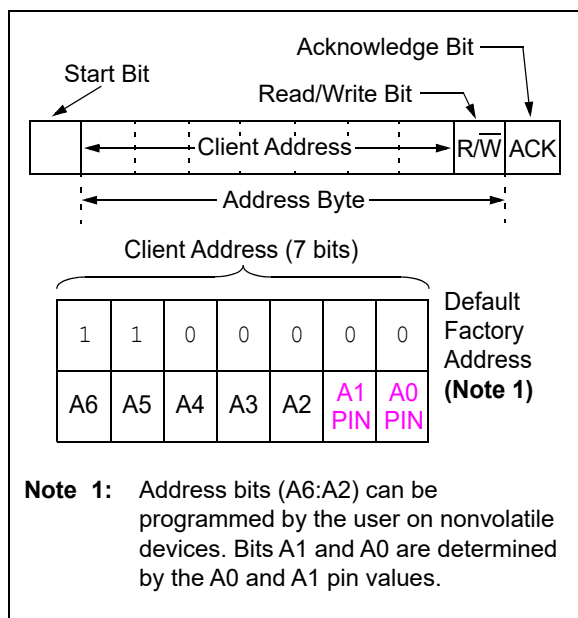 Acknowledge Bit
Start Bit
Read/Write Bit
Client Address R/W̅ ACK
Address Byte
Client Address (7 bits)
1 1 0 0 0 0 0
A6 A5 A4 A3 A2 A1 PIN A0 PIN
Default
Factory
Address
(Note 1)
Note 1: Address bits (A6:A2) can be
programmed by the user on nonvolatile
devices. Bits A1 and A0 are determined
by the A0 and A1 pin values.